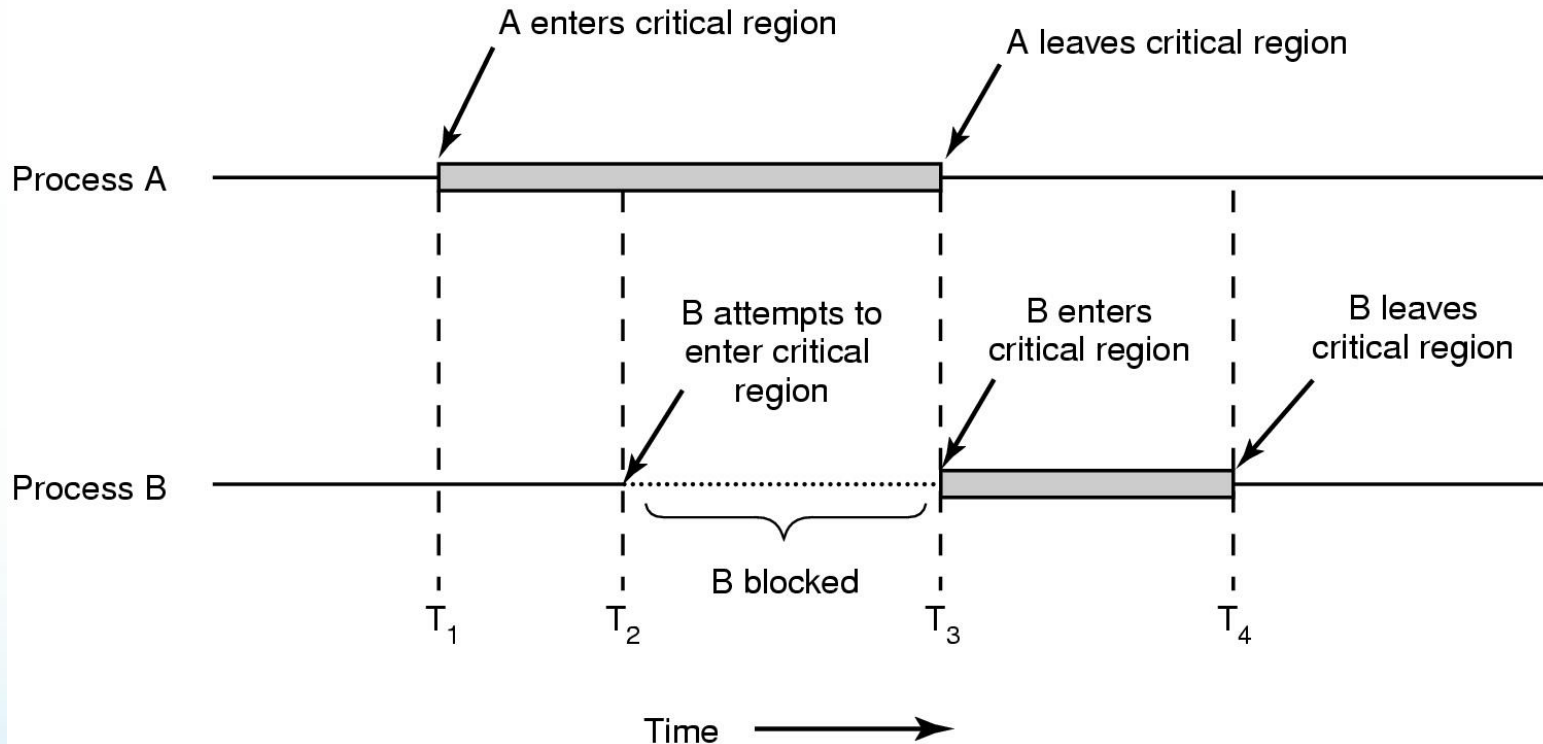 A enters critical region
A leaves critical region
Process A
B attempts to
enter critical
region
B enters
critical region
B leaves
critical region
Process B
B blocked
T1
T2
T3
T4
Time